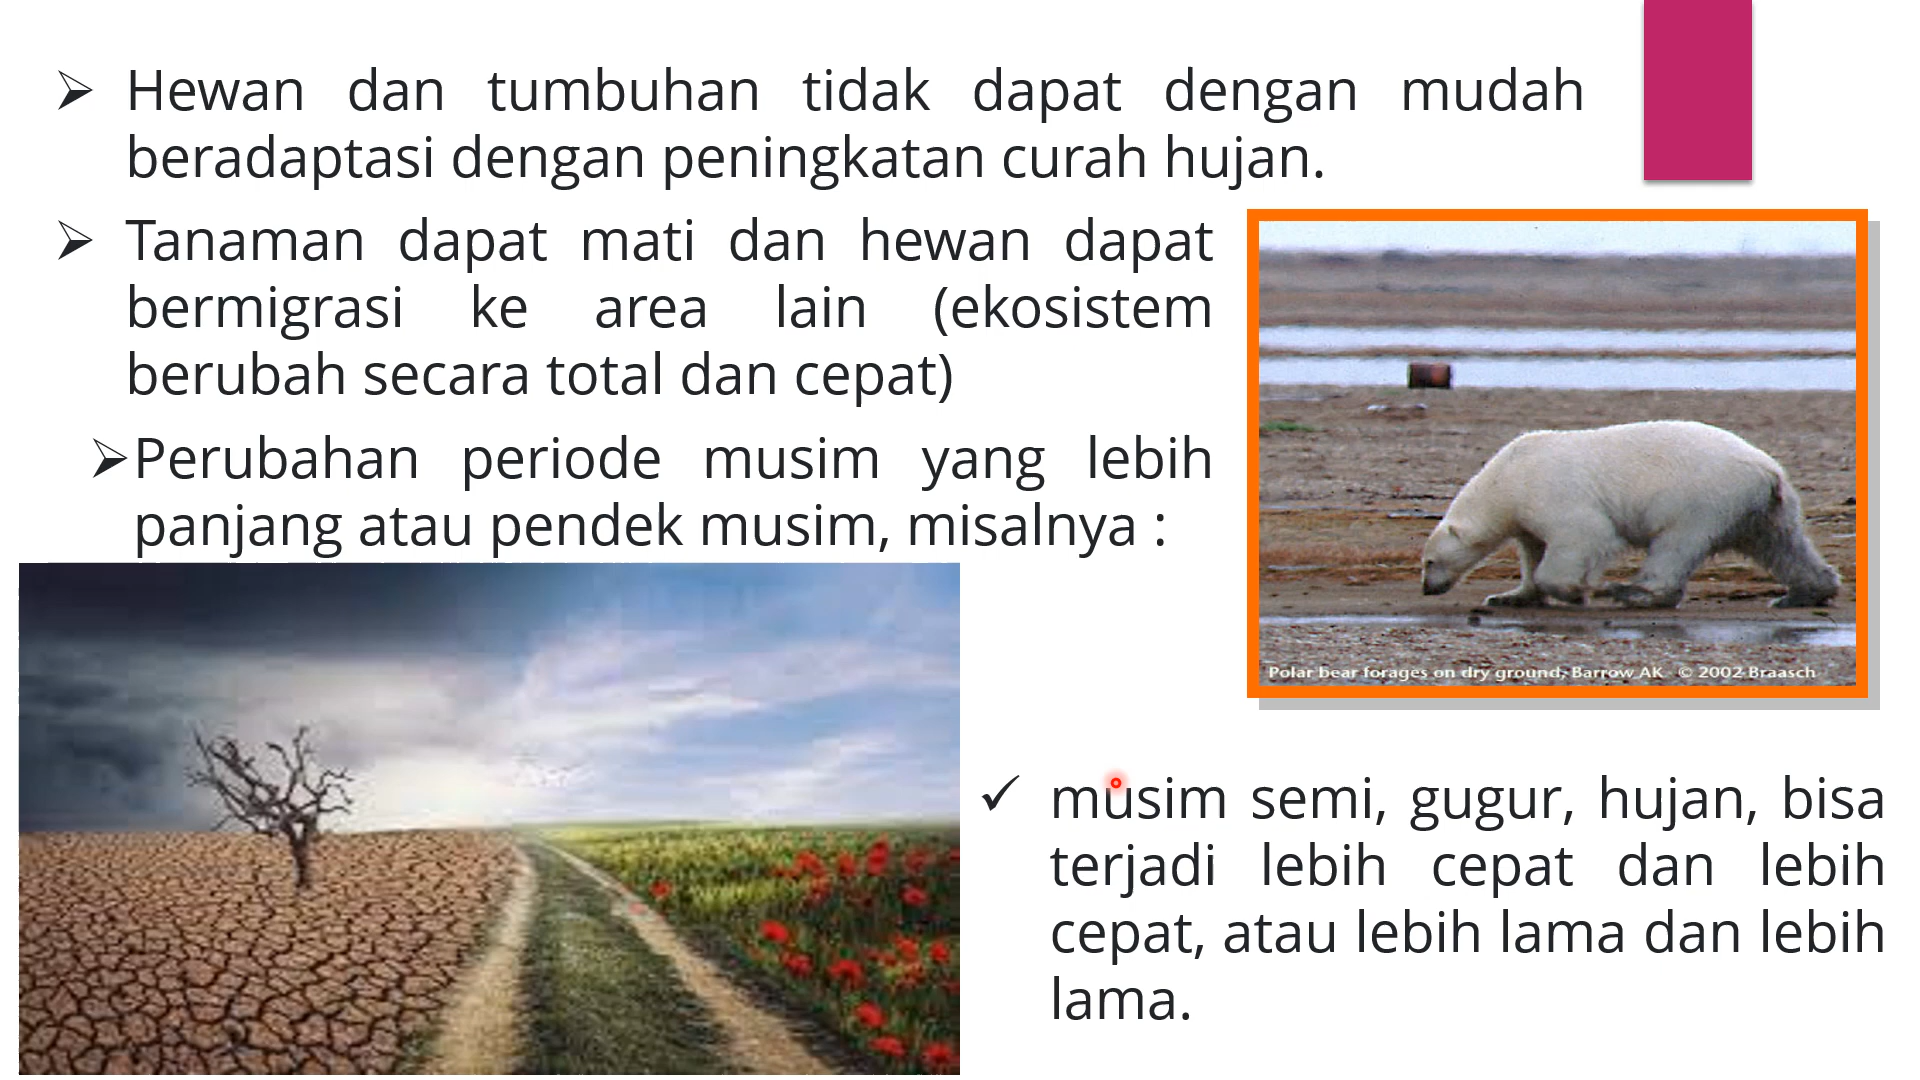 Hewan dan tumbuhan tidak dapat dengan mudah
beradaptasi dengan peningkatan curah hujan.
Tanaman dapat mati dan hewan dapat
bermigrasi ke area lain (ekosistem
berubah secara total dan cepat)
Perubahan periode musim yang lebih
panjang atau pendek musim, misalnya :
Polar bear forages on dry ground, Barrow AK © 2002 Braasch
musim semi, gugur, hujan, bisa
terjadi lebih cepat dan lebih
cepat, atau lebih lama dan lebih
lama.